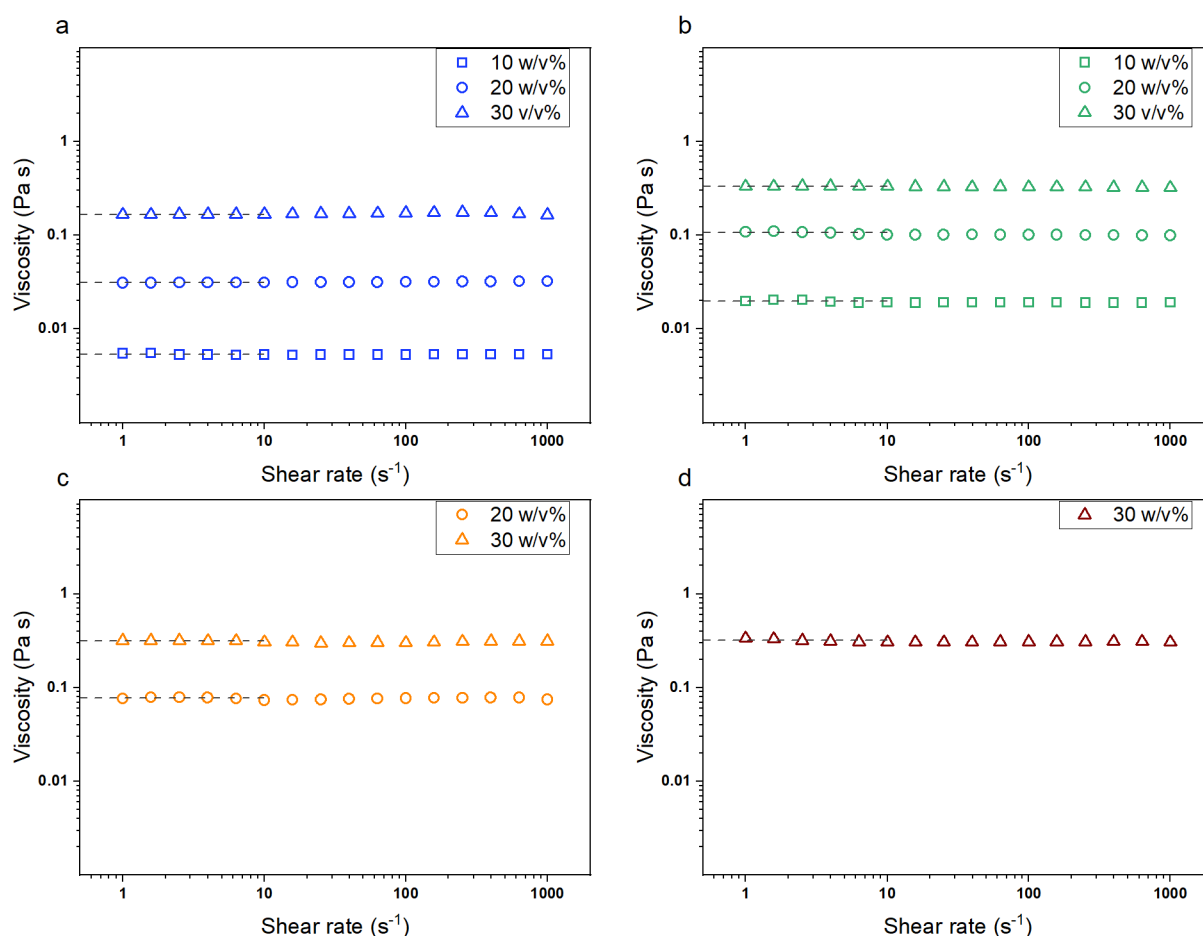 a
10 w/v%
20 w/v%
30 v/v%
1
0.1
0.01
Viscosity (Pa s)
1 10 100 1000
Shear rate (s⁻¹)
b
10 w/v%
20 w/v%
30 v/v%
1
0.1
0.01
Viscosity (Pa s)
1 10 100 1000
Shear rate (s⁻¹)
c
20 w/v%
30 w/v%
1
0.1
0.01
Viscosity (Pa s)
1 10 100 1000
Shear rate (s⁻¹)
d
30 w/v%
1
0.1
0.01
Viscosity (Pa s)
1 10 100 1000
Shear rate (s⁻¹)